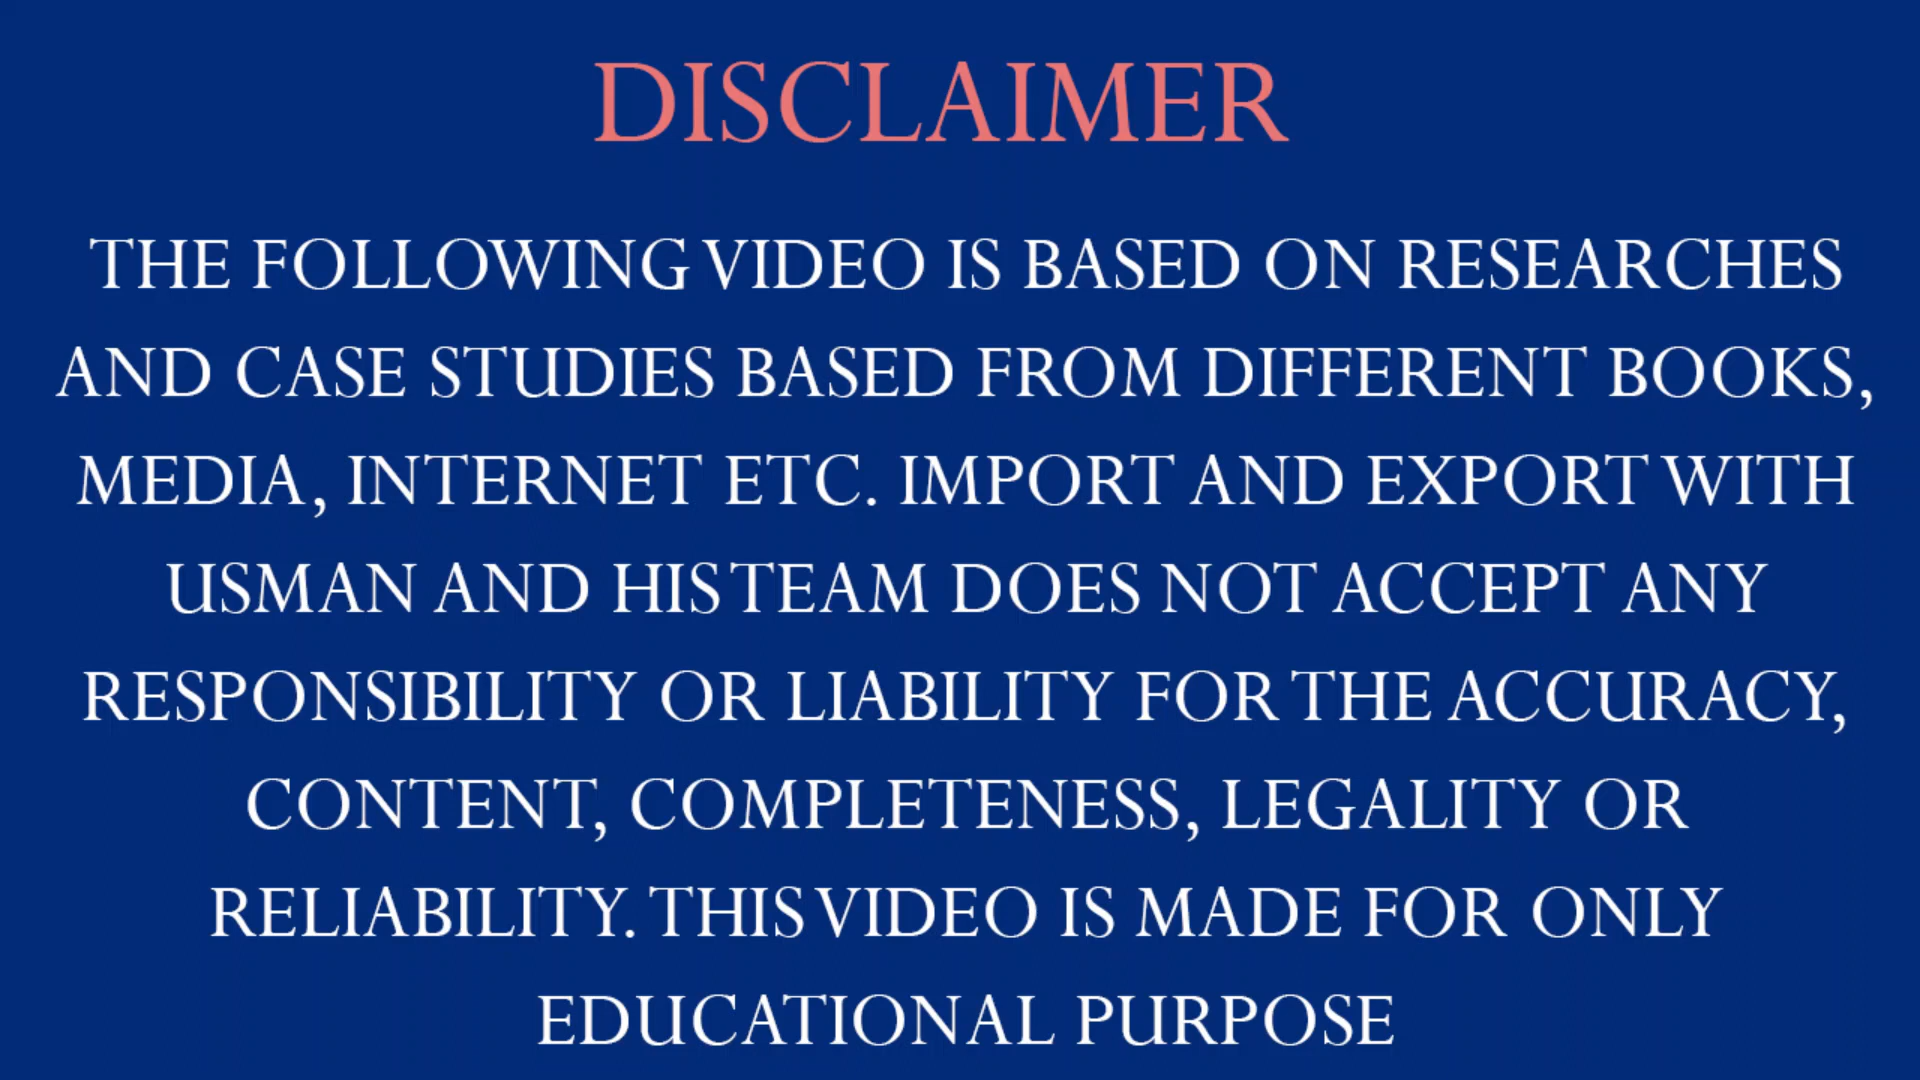 DISCLAIMER
THE FOLLOWING VIDEO IS BASED ON RESEARCHES
AND CASE STUDIES BASED FROM DIFFERENT BOOKS,
MEDIA, INTERNET ETC. IMPORT AND EXPORT WITH
USMAN AND HIS TEAM DOES NOT ACCEPT ANY
RESPONSIBILITY OR LIABILITY FOR THE ACCURACY,
CONTENT, COMPLETENESS, LEGALITY OR
RELIABILITY. THIS VIDEO IS MADE FOR ONLY
EDUCATIONAL PURPOSE